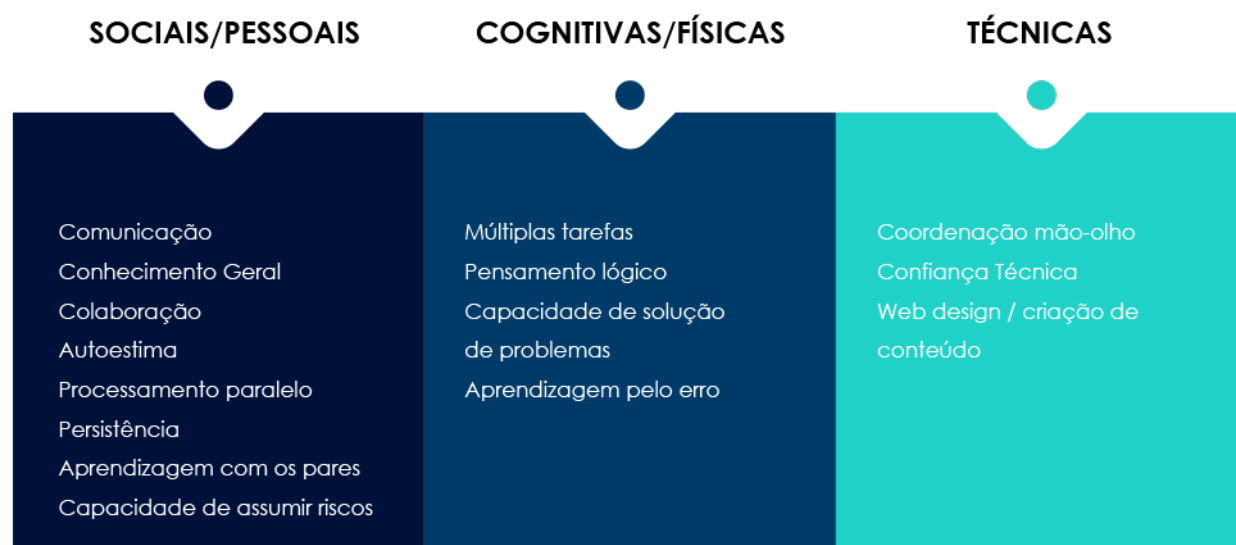 SOCIAIS/PESSOAIS
Comunicação
Conhecimento Geral
Colaboração
Autoestima
Processamento paralelo
Persistência
Aprendizagem com os pares
Capacidade de assumir riscos
COGNITIVAS/FÍSICAS
Múltiplas tarefas
Pensamento lógico
Capacidade de solução
de problemas
Aprendizagem pelo erro
TÉCNICAS
Coordenação mão-olho
Confiança Técnica
Web design / criação de
conteúdo